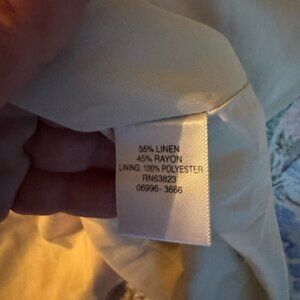 55% LINEN
45% RAYON
LINING: 100% POLYESTER
RN63823
06996-3666